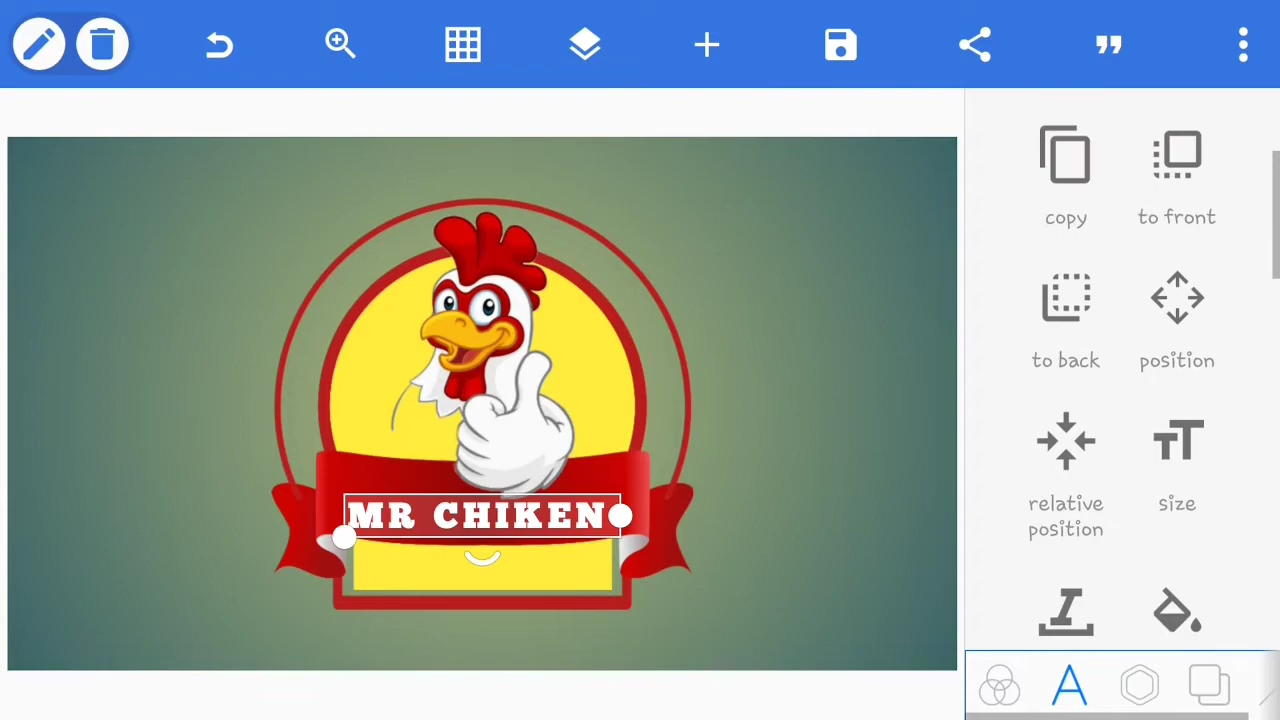 MR CHIKEN
copy
to front
to back
position
relative
position
size